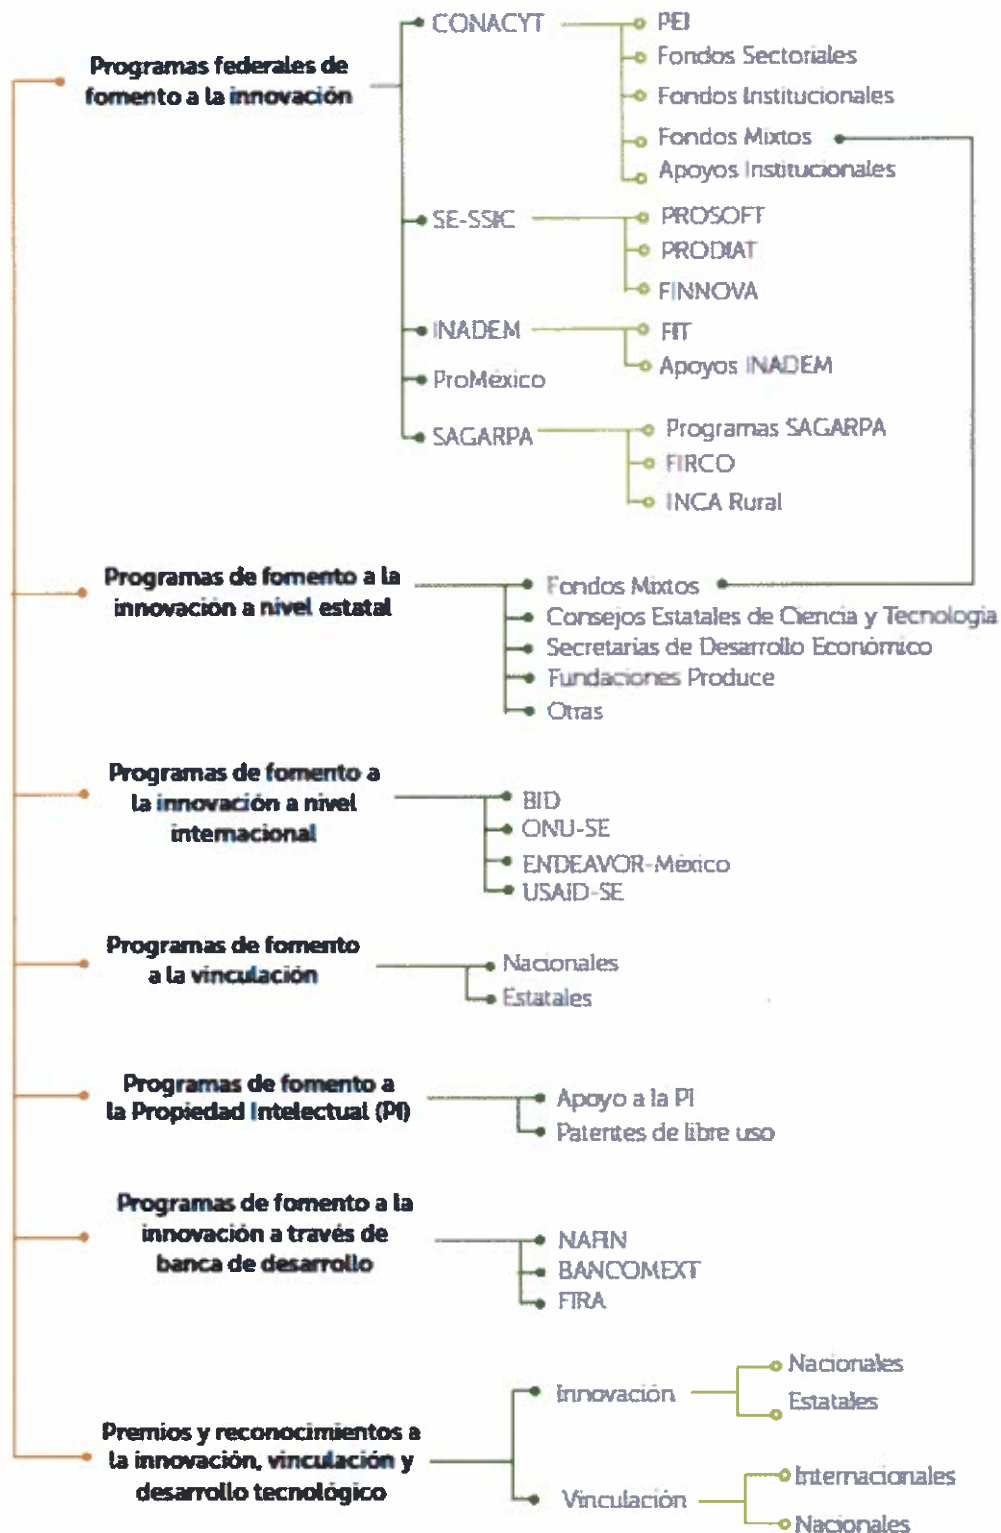 Programas federales de
fomento a la innovación
CONACYT
PEI
Fondos Sectoriales
Fondos Institucionales
Fondos Mixtos
Apoyos Institucionales
SE-SSIC
PROSOFT
PRODIAT
FINNOVA
INADEM
FIT
Apoyos INADEM
ProMéxico
SAGARPA
Programas SAGARPA
FIRCO
INCA Rural
Programas de fomento a la
innovación a nivel estatal
Fondos Mixtos
Consejos Estatales de Ciencia y Tecnología
Secretarías de Desarrollo Económico
Fundaciones Produce
Otras
Programas de fomento a
la innovación a nivel
internacional
BID
ONU-SE
ENDEAVOR-México
USAID-SE
Programas de fomento
a la vinculación
Nacionales
Estatales
Programas de fomento a
la Propiedad Intelectual (PI)
Apoyo a la PI
Patentes de libre uso
Programas de fomento a la
innovación a través de
banca de desarrollo
NAFIN
BANCOMEXT
FIRA
Premios y reconocimientos a
la innovación, vinculación y
desarrollo tecnológico
Innovación
Nacionales
Estatales
Vinculación
Internacionales
Nacionales